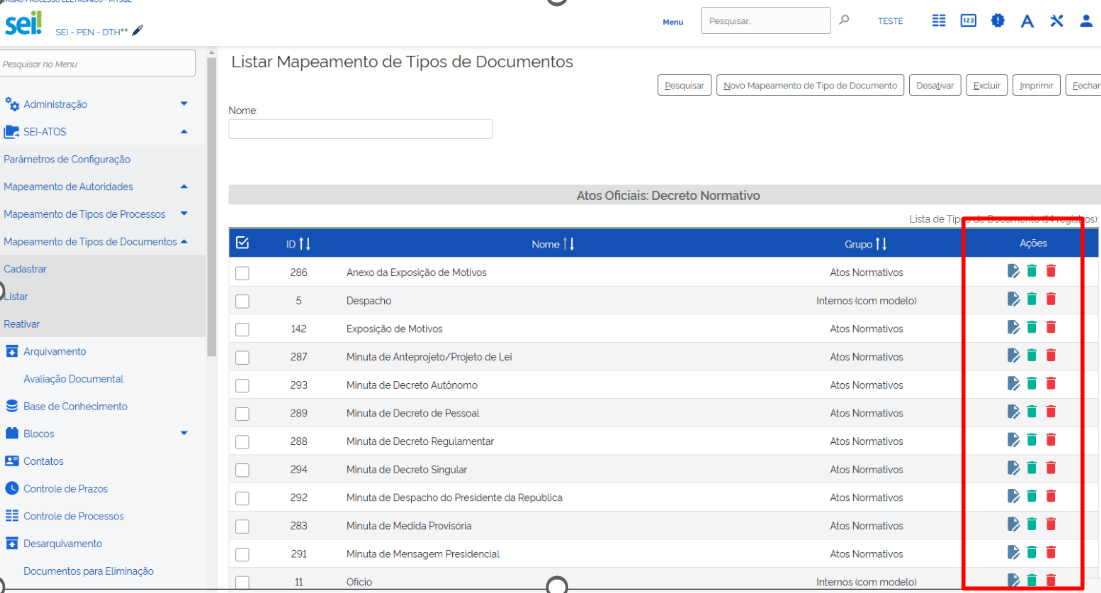 sei!
SEI - PEN - DTH**
Menu
Pesquisar...
TESTE
123
A
Pesquisar no Menu
Administração
SEI-ATOS
Parâmetros de Configuração
Mapeamento de Autoridades
Mapeamento de Tipos de Processos
Mapeamento de Tipos de Documentos
Cadastrar
Listar
Reativar
Arquivamento
Avaliação Documental
Base de Conhecimento
Blocos
Contatos
Controle de Prazos
Controle de Processos
Desarquivamento
Documentos para Eliminação
Listar Mapeamento de Tipos de Documentos
Pesquisar Novo Mapeamento de Tipo de Documento Desativar Excluir Imprimir Fechar
Nome:
Atos Oficiais: Decreto Normativo
Lista de Tipos de Documento (14 registros):
ID Nome Grupo Ações
286 Anexo da Exposição de Motivos Atos Normativos
5 Despacho Internos (com modelo)
142 Exposição de Motivos Atos Normativos
287 Minuta de Anteprojeto/Projeto de Lei Atos Normativos
293 Minuta de Decreto Autônomo Atos Normativos
289 Minuta de Decreto de Pessoal Atos Normativos
288 Minuta de Decreto Regulamentar Atos Normativos
294 Minuta de Decreto Singular Atos Normativos
292 Minuta de Despacho do Presidente da República Atos Normativos
283 Minuta de Medida Provisória Atos Normativos
291 Minuta de Mensagem Presidencial Atos Normativos
11 Ofício Internos (com modelo)